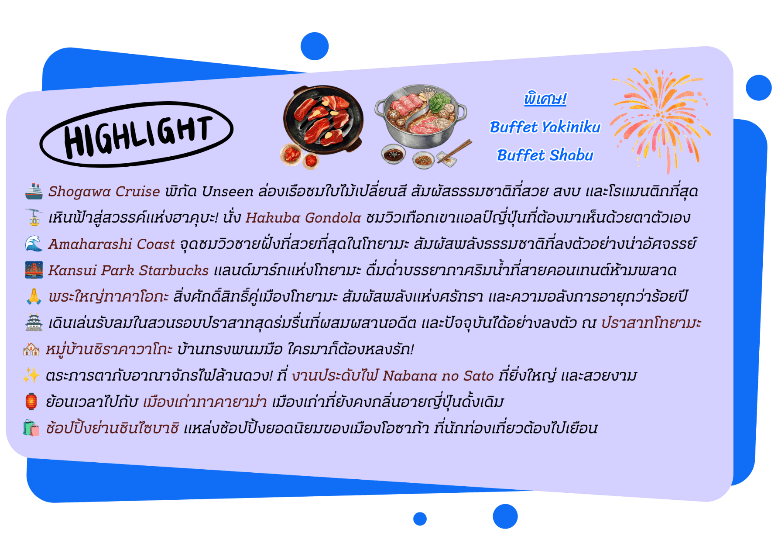 HIGHLIGHT
พิเศษ!
Buffet Yakiniku
Buffet Shabu
Shogawa Cruise พิกัด Unseen ล่องเรือชมใบไม้เปลี่ยนสี สัมผัสธรรมชาติที่สวย สงบ และโรแมนติกที่สุด
เหินฟ้าสู่สวรรค์แห่งฮาคุบะ! นั่ง Hakuba Gondola ชมวิวเทือกเขาแอลป์ญี่ปุ่นที่ต้องมาเห็นด้วยตาตัวเอง
Amaharashi Coast จุดชมวิวชายฝั่งที่สวยที่สุดในโทยามะ สัมผัสพลังธรรมชาติที่ลงตัวอย่างน่าอัศจรรย์
Kansui Park Starbucks แลนด์มาร์กแห่งโทยามะ ดื่มด่ำบรรยากาศริมน้ำที่สายคอนเทนต์ห้ามพลาด
พระใหญ่ทาคาโอกะ สิ่งศักดิ์สิทธิ์คู่เมืองโทยามะ สัมผัสพลังแห่งศรัทธา และความอลังการอายุกว่าร้อยปี
เดินเล่นรับลมในสวนรอบปราสาทสุดร่มรื่นที่ผสมผสานอดีต และปัจจุบันได้อย่างลงตัว ณ ปราสาทโทยามะ
หมู่บ้านชิราคาวาโกะ บ้านทรงพนมมือ ใครมาก็ต้องหลงรัก!
ตระการตากับอาณาจักรไฟล้านดวง! ที่ งานประดับไฟ Nabana no Sato ที่ยิ่งใหญ่ และสวยงาม
ย้อนเวลาไปกับ เมืองเก่าทาคายาม่า เมืองเก่าที่ยังคงกลิ่นอายญี่ปุ่นดั้งเดิม
ช้อปปิ้งย่านชินไซบาชิ แหล่งช้อปปิ้งยอดนิยมของเมืองโอซาก้า ที่นักท่องเที่ยวต้องไปเยือน